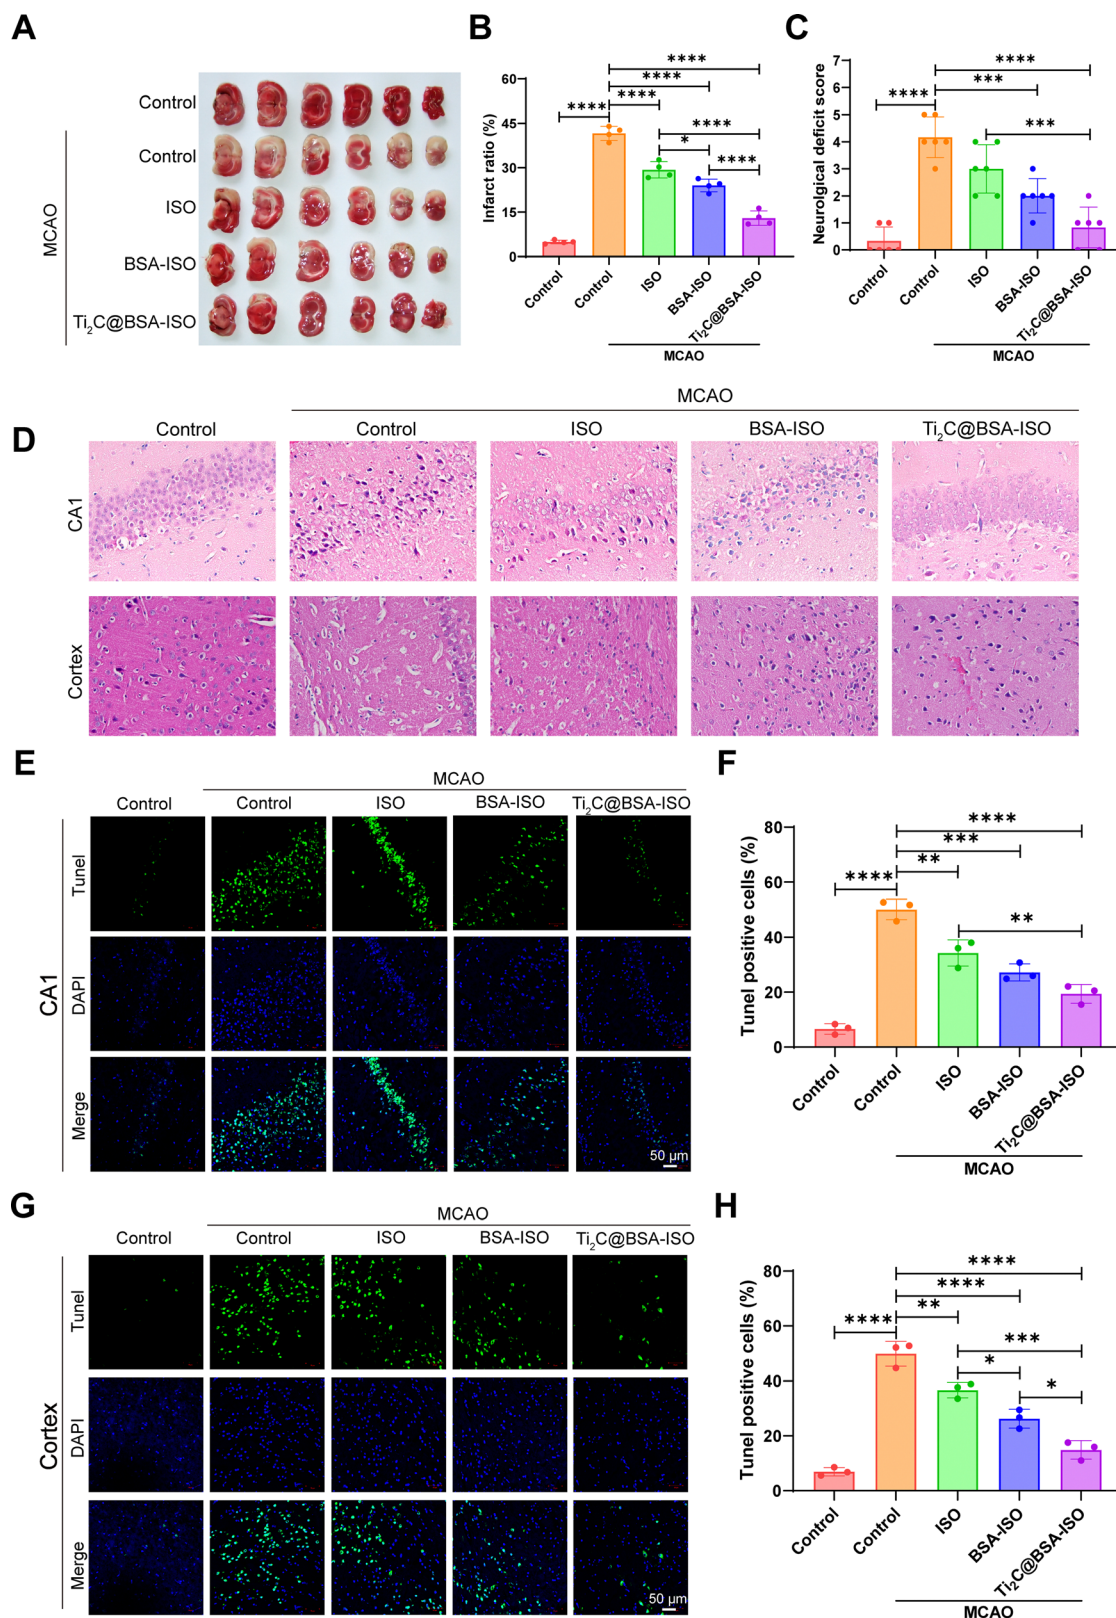 A
Control
Control
ISO
BSA-ISO
Ti₂C@BSA-ISO
MCAO
B
Infarct ratio (%)
60
45
30
15
0
****
****
****
****
****
*
****
Control
Control
ISO
BSA-ISO
Ti₂C@BSA-ISO
MCAO
C
Neurolgical deficit score
7
6
5
4
3
2
1
0
****
***
****
***
Control
Control
ISO
BSA-ISO
Ti₂C@BSA-ISO
MCAO
D
MCAO
Control
Control
ISO
BSA-ISO
Ti₂C@BSA-ISO
CA1
Cortex
E
MCAO
Control
Control
ISO
BSA-ISO
Ti₂C@BSA-ISO
CA1
Tunel
DAPI
Merge
50 μm
F
Tunel positive cells (%)
80
60
40
20
0
****
***
**
****
**
Control
Control
ISO
BSA-ISO
Ti₂C@BSA-ISO
MCAO
G
MCAO
Control
Control
ISO
BSA-ISO
Ti₂C@BSA-ISO
Cortex
Tunel
DAPI
Merge
50 μm
H
Tunel positive cells (%)
80
60
40
20
0
****
****
**
****
***
*
*
Control
Control
ISO
BSA-ISO
Ti₂C@BSA-ISO
MCAO